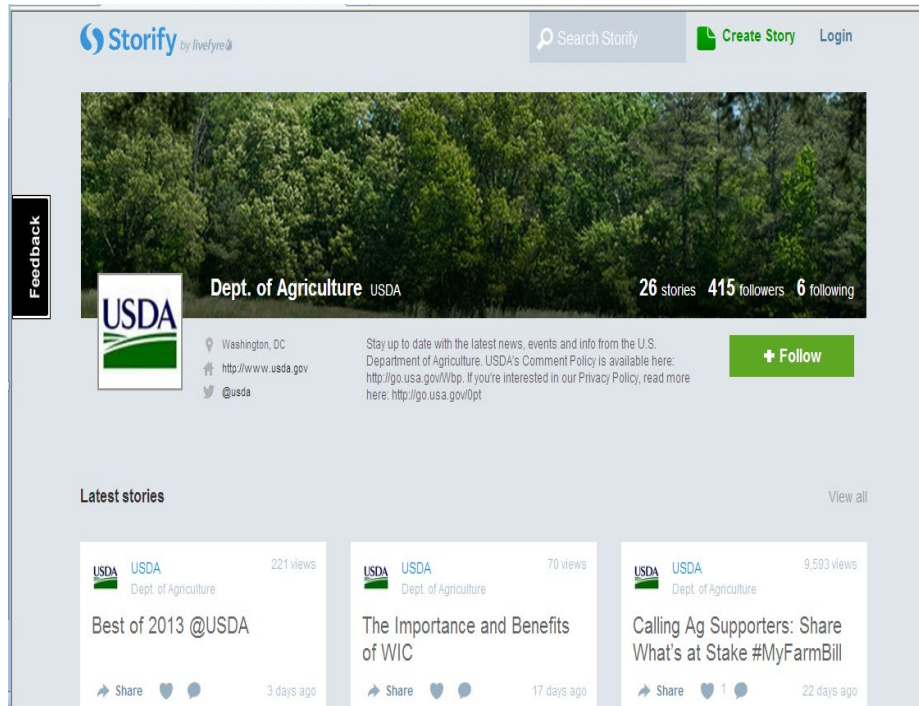 Storify by livefyre
Search Storify
Create Story
Login
Feedback
USDA
Dept. of Agriculture USDA
26 stories 415 followers 6 following
Washington, DC
http://www.usda.gov
@usda
Stay up to date with the latest news, events and info from the U.S.
Department of Agriculture. USDA's Comment Policy is available here:
http://go.usa.gov/Wbp. If you're interested in our Privacy Policy, read more
here: http://go.usa.gov/0pt
+ Follow
Latest stories
View all
USDA
USDA
221 views
Dept. of Agriculture
Best of 2013 @USDA
Share
3 days ago
USDA
USDA
70 views
Dept. of Agriculture
The Importance and Benefits
of WIC
Share
17 days ago
USDA
USDA
9,593 views
Dept. of Agriculture
Calling Ag Supporters: Share
What's at Stake #MyFarmBill
Share
1
22 days ago